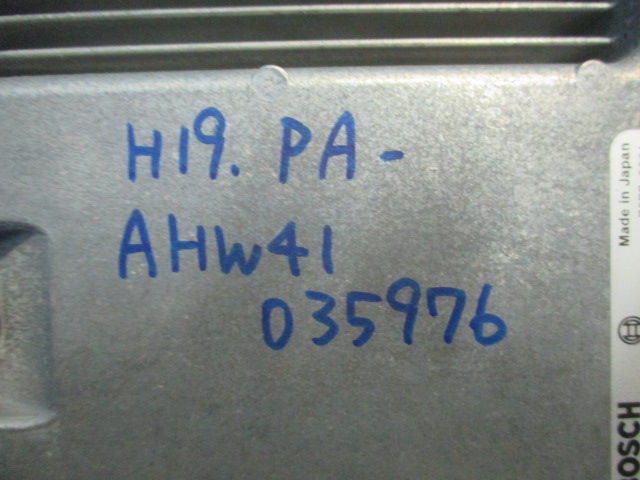 H19. PA-
AHW41
035976
Made in Japan
BOSCH